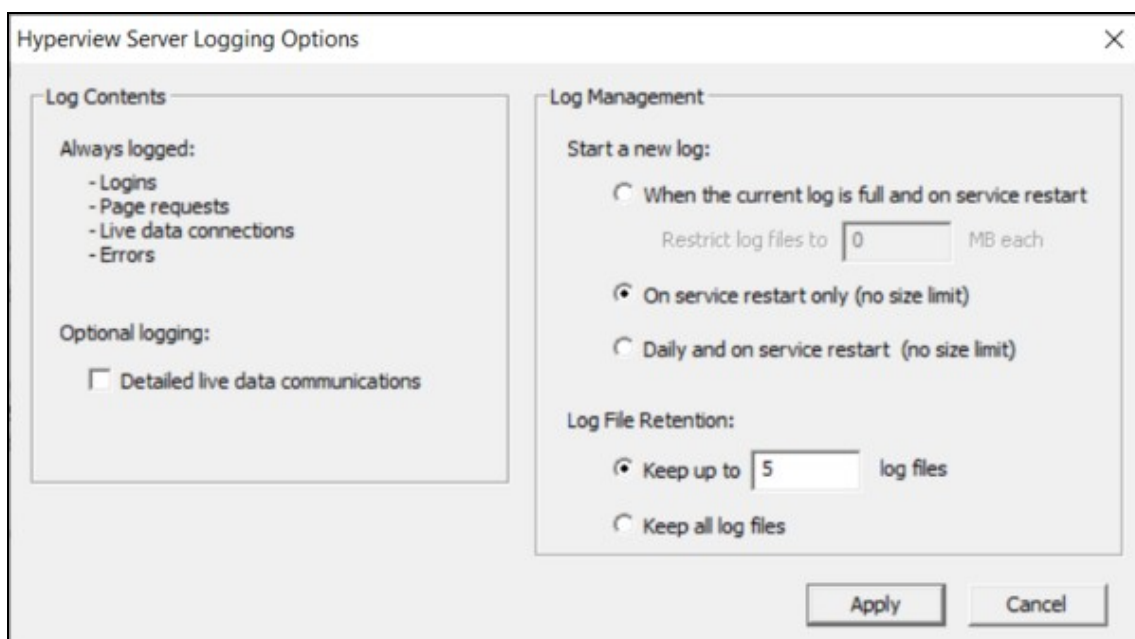 Hyperview Server Logging Options
Log Contents
Always logged:
- Logins
- Page requests
- Live data connections
- Errors
Optional logging:
Detailed live data communications
Log Management
Start a new log:
When the current log is full and on service restart
Restrict log files to 0 MB each
On service restart only (no size limit)
Daily and on service restart (no size limit)
Log File Retention:
Keep up to 5 log files
Keep all log files
Apply Cancel